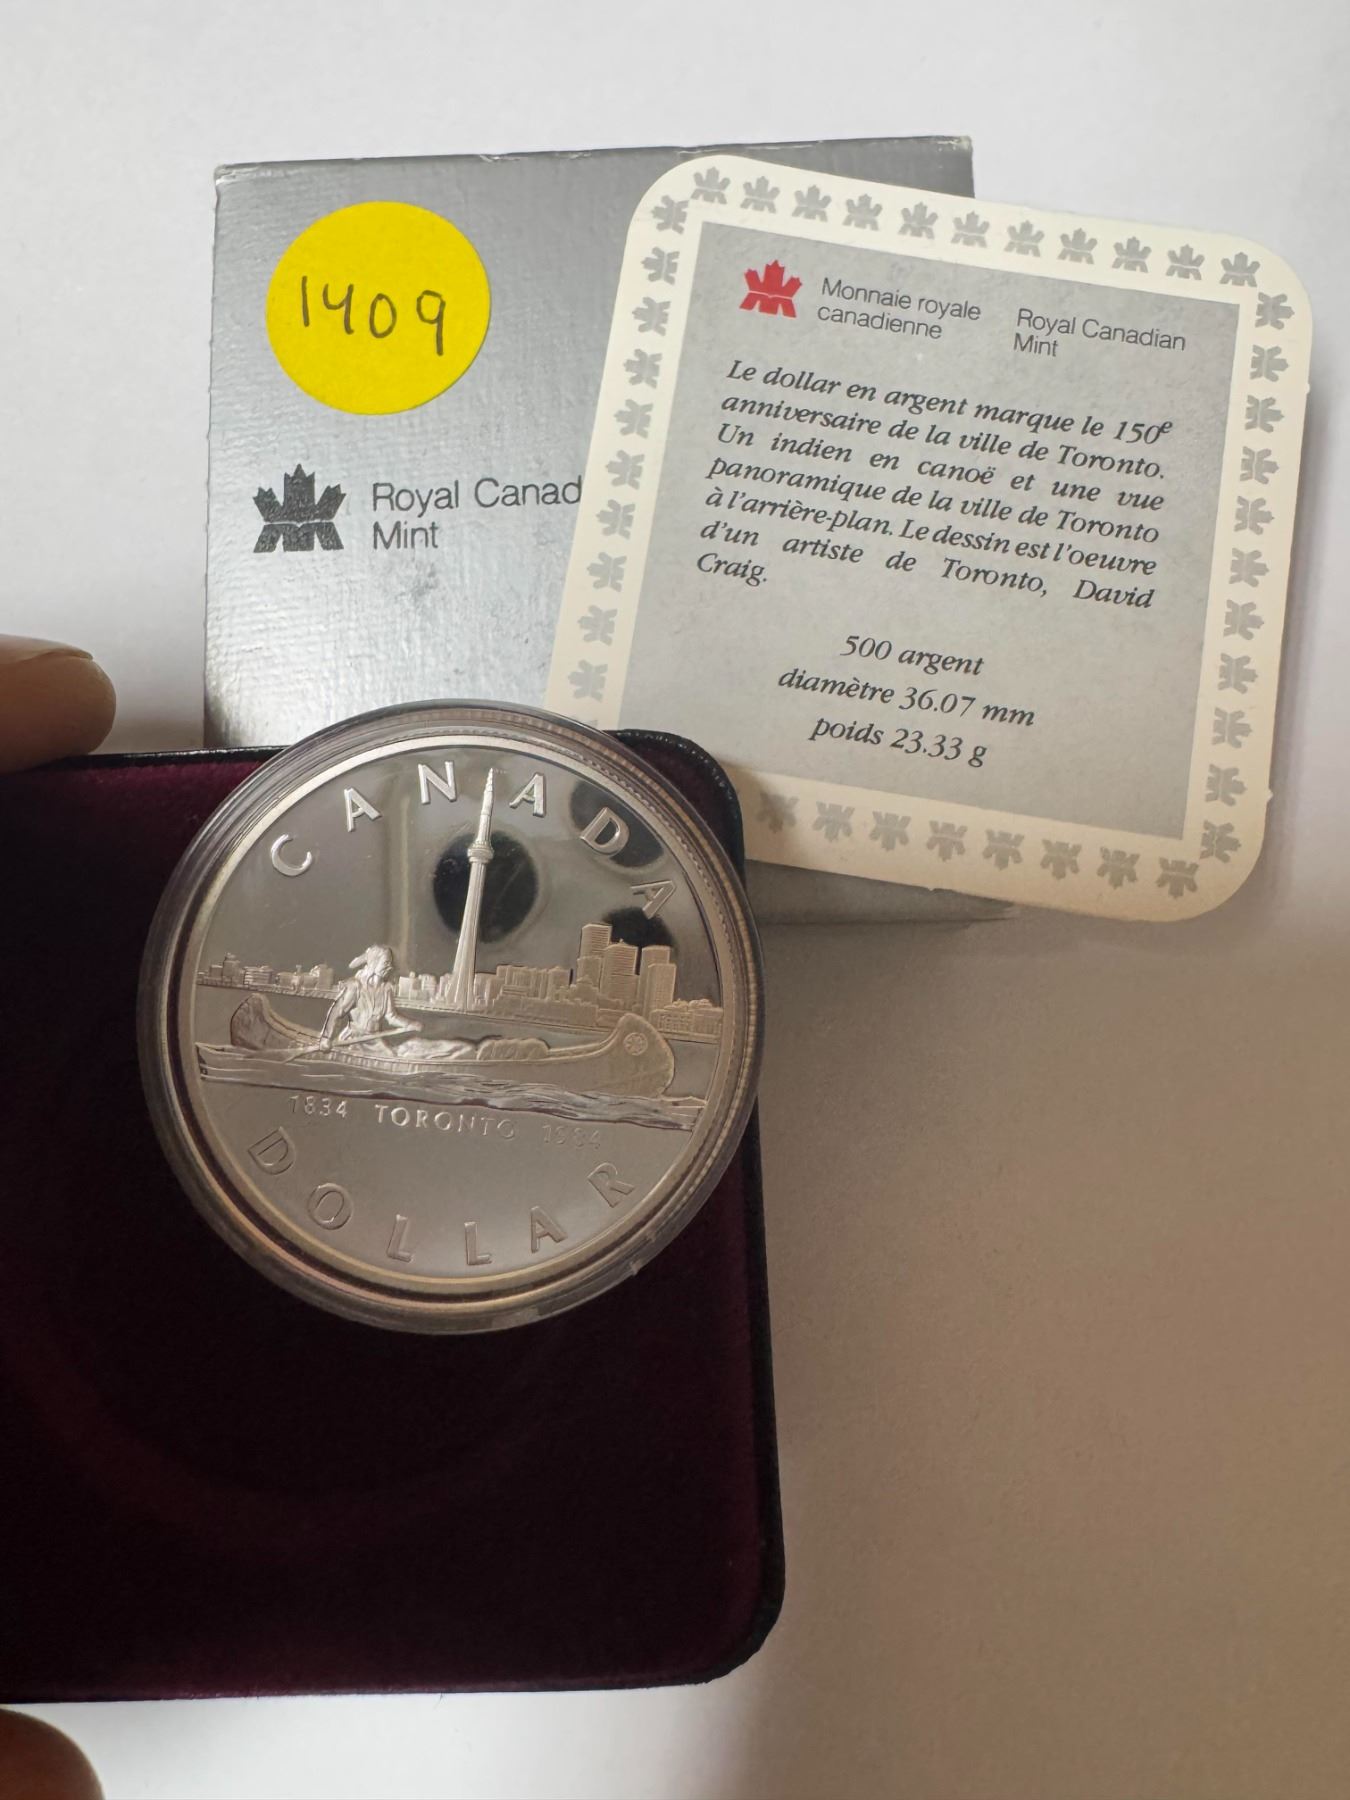 1409
Royal Canad
Mint
Monnaie royale
canadienne
Royal Canadian
Mint
Le dollar en argent marque le 150e
anniversaire de la ville de Toronto.
Un indien en canoë et une vue
panoramique de la ville de Toronto
à l'arrière-plan. Le dessin est l'oeuvre
d'un artiste de Toronto, David
Craig.
500 argent
diamètre 36.07 mm
poids 23.33 g
CANADA
1834 TORONTO 1984
DOLLAR